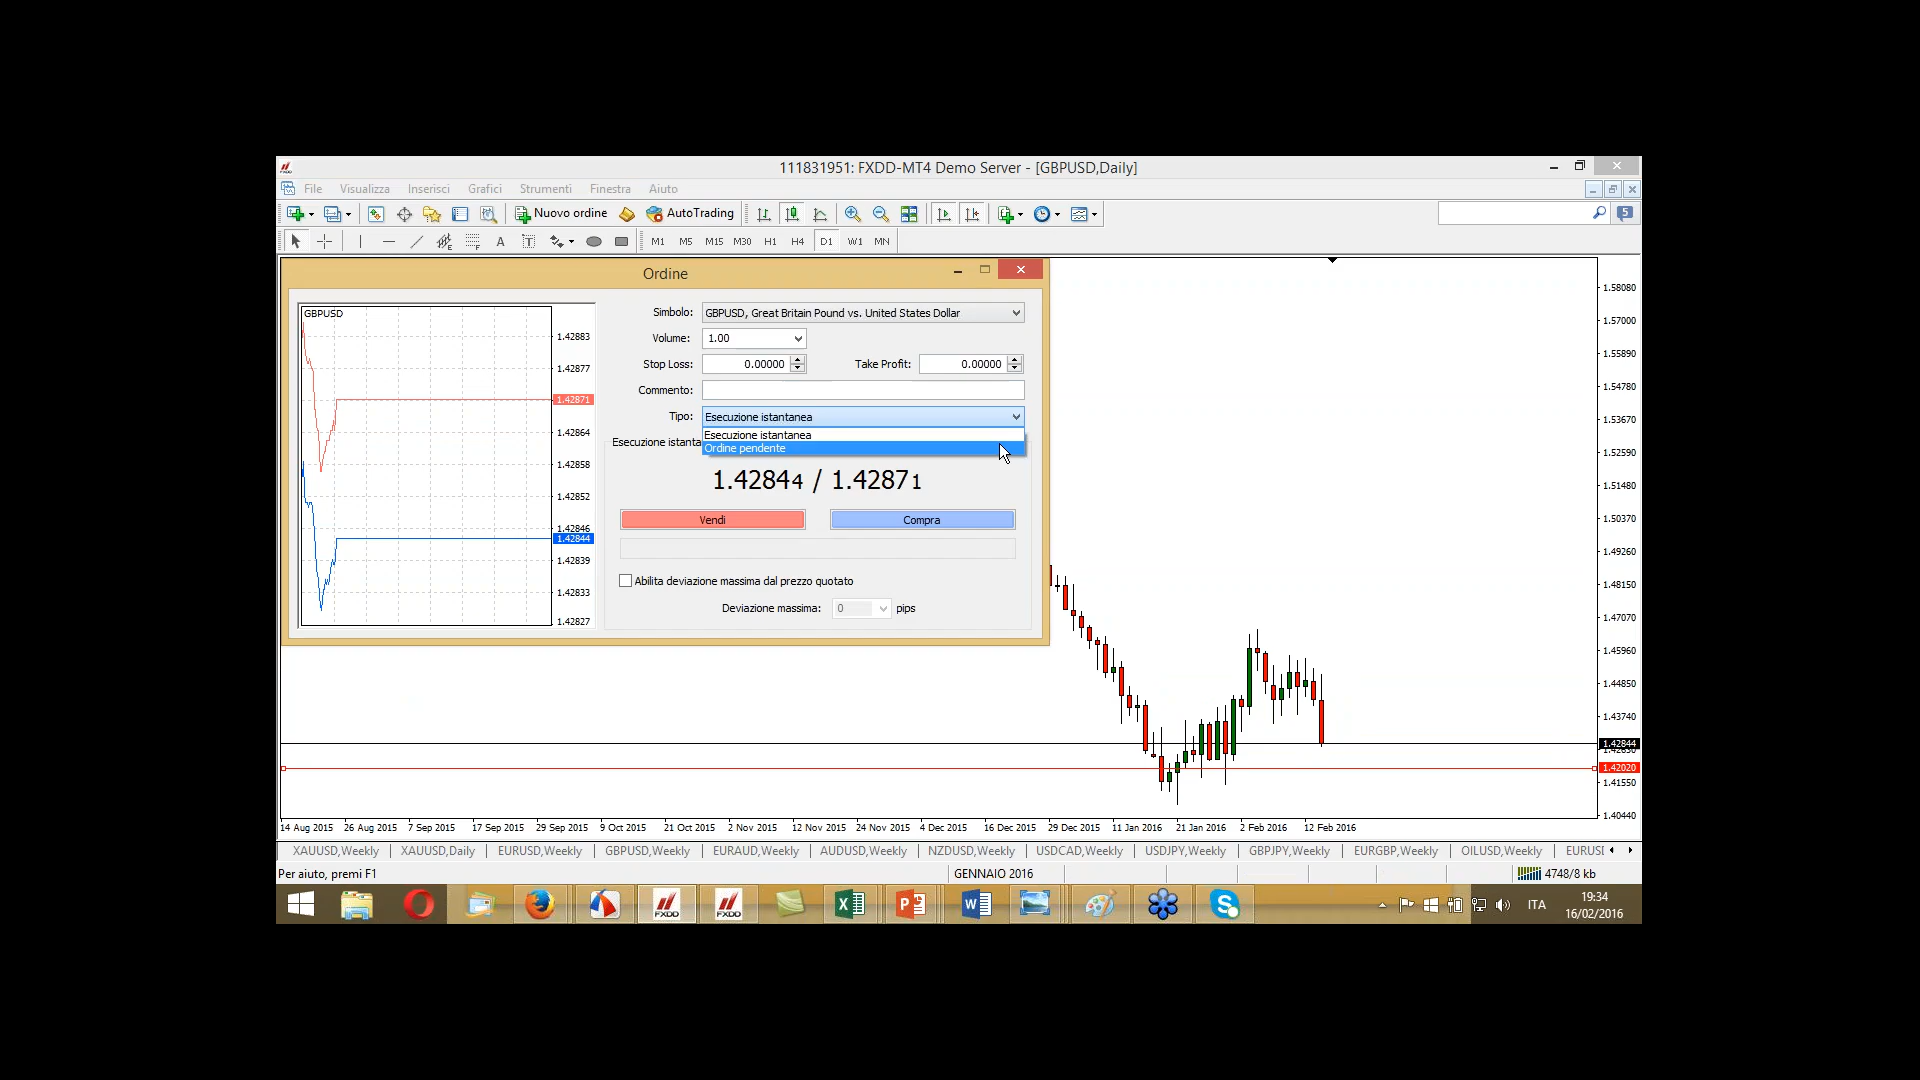 111831951: FXDD-MT4 Demo Server - [GBPUSD,Daily]
File Visualizza Inserisci Grafici Strumenti Finestra Aiuto
Nuovo ordine AutoTrading 5
A T M1 M5 M15 M30 H1 H4 D1 W1 MN
Ordine
GBPUSD
1.42883
1.42877
1.42871
1.42864
1.42858
1.42852
1.42846
1.42844
1.42839
1.42833
1.42827
Simbolo: GBPUSD, Great Britain Pound vs. United States Dollar
Volume: 1.00
Stop Loss: 0.00000 Take Profit: 0.00000
Commento:
Tipo: Esecuzione istantanea
Esecuzione istantanea
Esecuzione istanta
Ordine pendente
1.42844 / 1.42871
Vendi Compra
Abilita deviazione massima dal prezzo quotato
Deviazione massima: 0 pips
1.58080
1.57000
1.55890
1.54780
1.53670
1.52590
1.51480
1.50370
1.49260
1.48150
1.47070
1.45960
1.44850
1.43740
1.42844
1.42020
1.41550
1.40440
14 Aug 2015 26 Aug 2015 7 Sep 2015 17 Sep 2015 29 Sep 2015 9 Oct 2015 21 Oct 2015 2 Nov 2015 12 Nov 2015 24 Nov 2015 4 Dec 2015 16 Dec 2015 29 Dec 2015 11 Jan 2016 21 Jan 2016 2 Feb 2016 12 Feb 2016
XAUUSD,Weekly XAUUSD,Daily EURUSD,Weekly GBPUSD,Weekly EURAUD,Weekly AUDUSD,Weekly NZDUSD,Weekly USDCAD,Weekly USDJPY,Weekly GBPJPY,Weekly EURGBP,Weekly OILUSD,Weekly EURUSI
Per aiuto, premi F1 GENNAIO 2016 4748/8 kb
FXDD FXDD ITA 19:34
16/02/2016